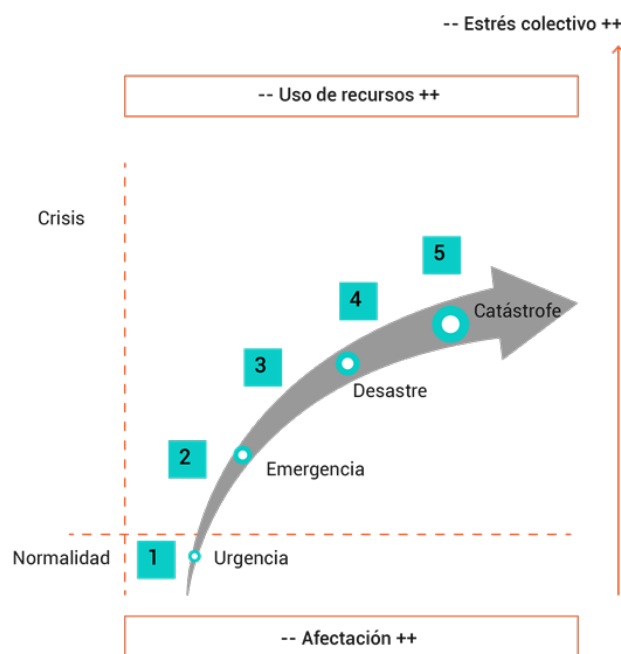 -- Estrés colectivo ++
-- Uso de recursos ++
Crisis
5
4
Catástrofe
3
Desastre
2
Emergencia
Normalidad
1
Urgencia
-- Afectación ++